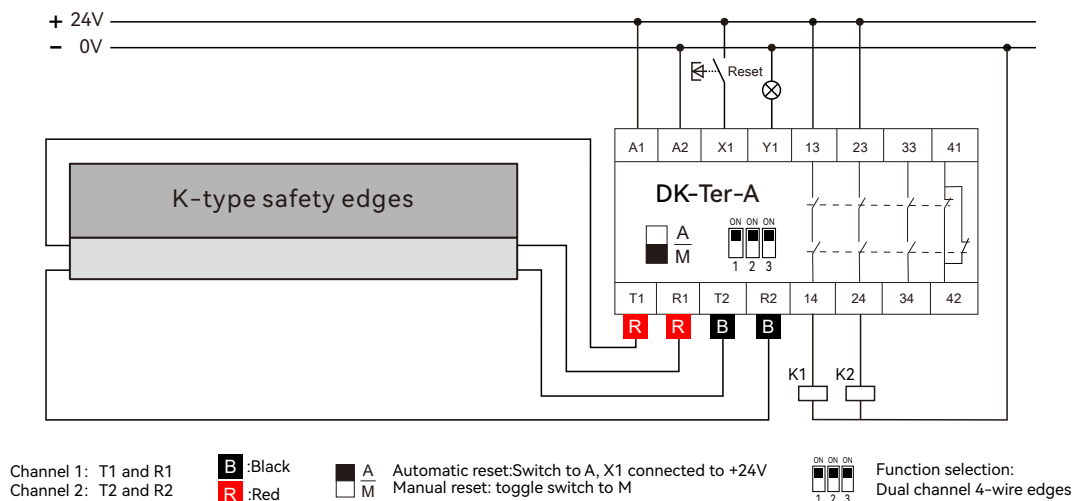 + 24V
− 0V
Reset
A1 A2 X1 Y1 13 23 33 41
K-type safety edges
DK-Ter-A
A
M
ON ON ON
1 2 3
T1 R1 T2 R2 14 24 34 42
R R B B
K1 K2
Channel 1: T1 and R1
Channel 2: T2 and R2
B :Black
R :Red
A
M
Automatic reset:Switch to A, X1 connected to +24V
Manual reset: toggle switch to M
ON ON ON
1 2 3
Function selection:
Dual channel 4-wire edges